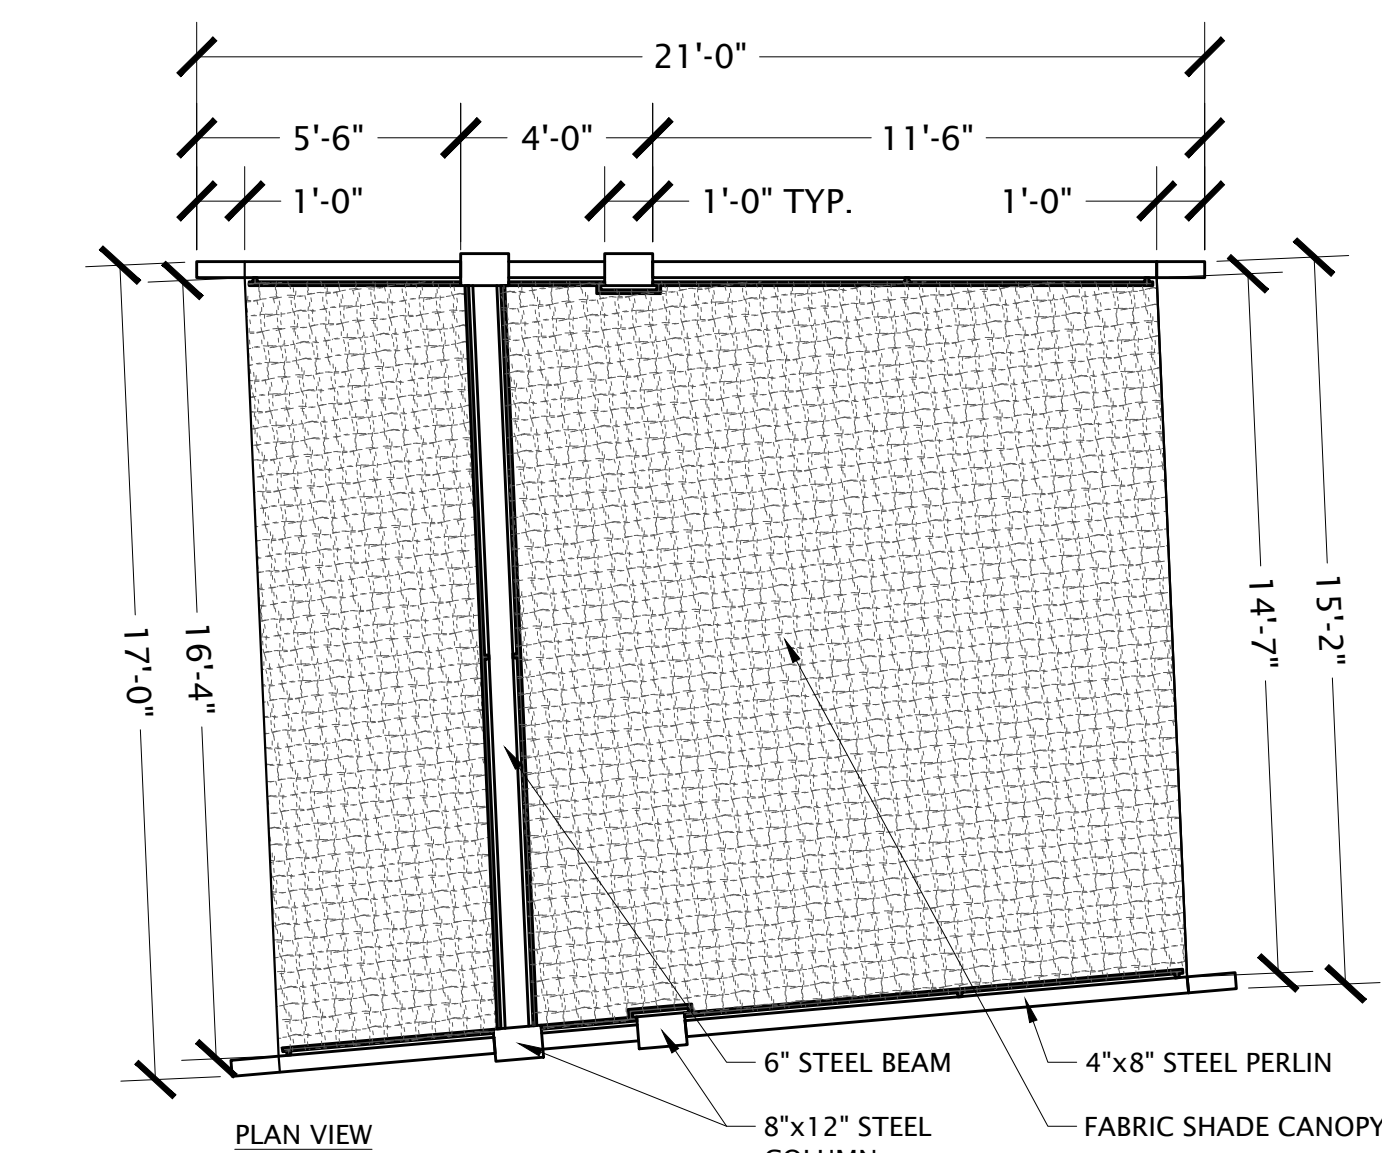 21'-0"
5'-6"
4'-0"
11'-6"
1'-0"
1'-0" TYP.
1'-0"
17'-0"
16'-4"
14'-7"
15'-2"
6" STEEL BEAM
4"x8" STEEL PERLIN
PLAN VIEW
8"x12" STEEL
COLUMN
FABRIC SHADE CANOPY